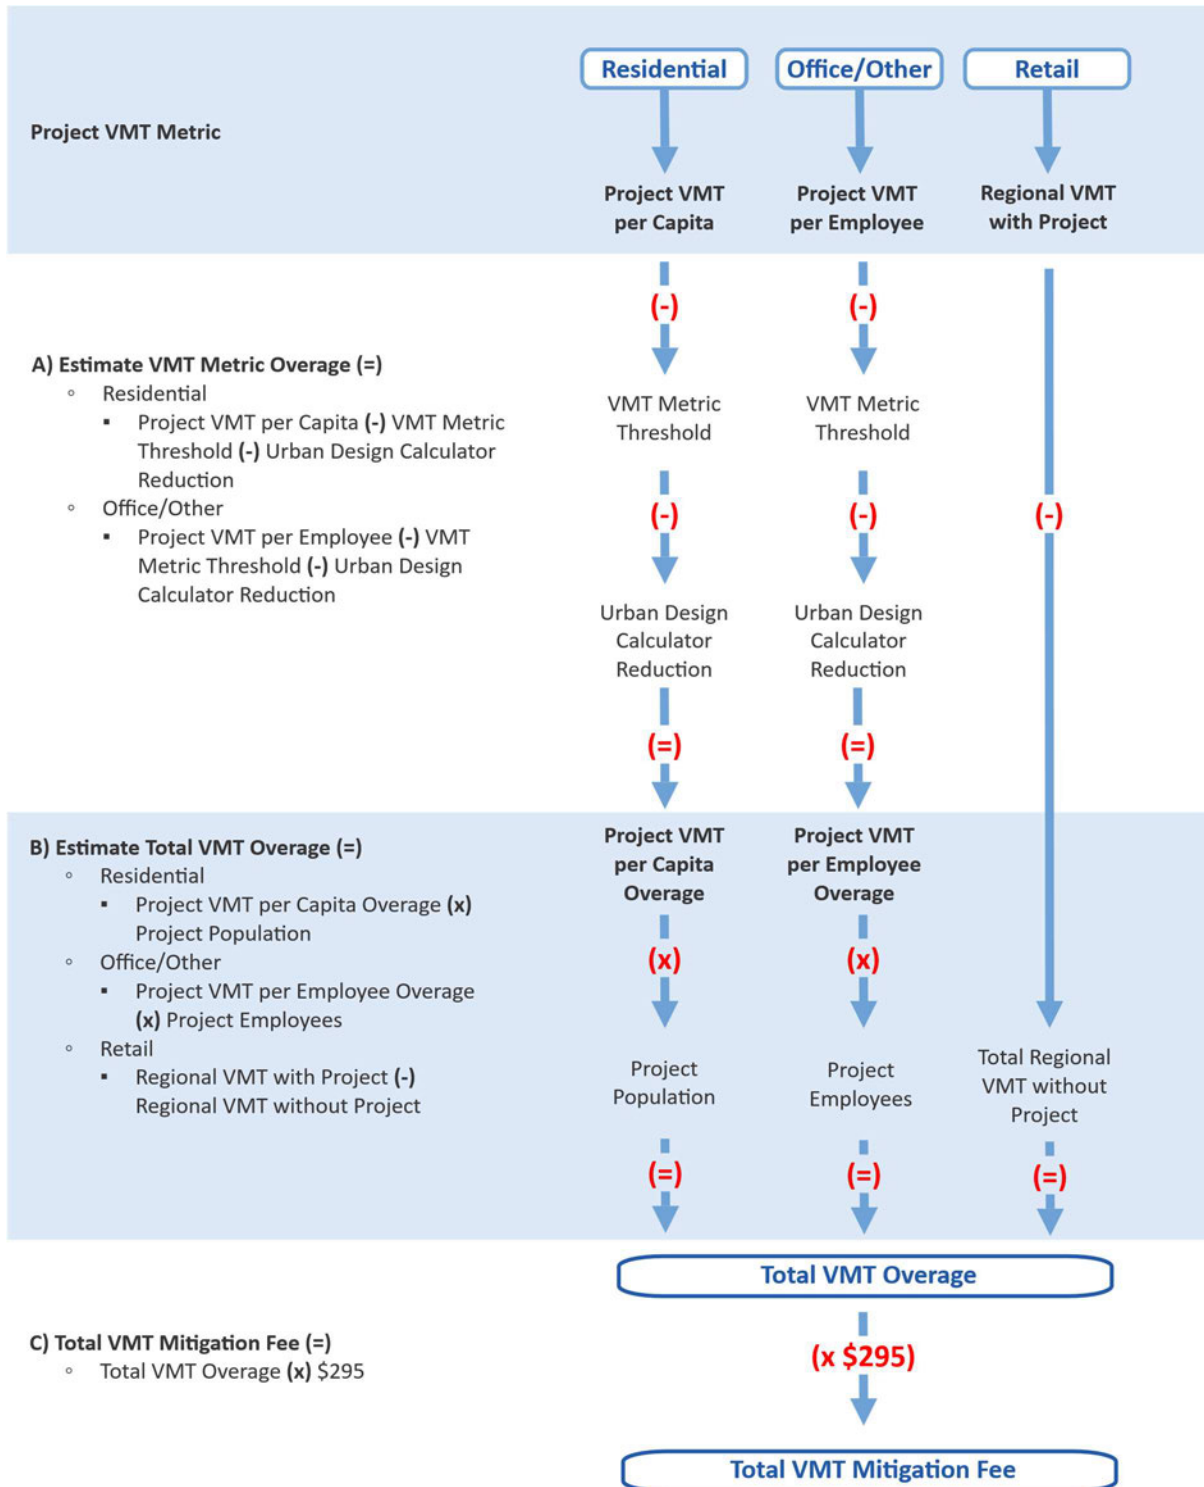 Residential
Office/Other
Retail
Project VMT Metric
Project VMT
per Capita
Project VMT
per Employee
Regional VMT
with Project
(-)
(-)
A) Estimate VMT Metric Overage (=)
◦ Residential
▪ Project VMT per Capita (-) VMT Metric
Threshold (-) Urban Design Calculator
Reduction
◦ Office/Other
▪ Project VMT per Employee (-) VMT
Metric Threshold (-) Urban Design
Calculator Reduction
VMT Metric
Threshold
VMT Metric
Threshold
(-)
(-)
(-)
Urban Design
Calculator
Reduction
Urban Design
Calculator
Reduction
(=)
(=)
B) Estimate Total VMT Overage (=)
◦ Residential
▪ Project VMT per Capita Overage (x)
Project Population
◦ Office/Other
▪ Project VMT per Employee Overage
(x) Project Employees
◦ Retail
▪ Regional VMT with Project (-)
Regional VMT without Project
Project VMT
per Capita
Overage
Project VMT
per Employee
Overage
(x)
(x)
Project
Population
Project
Employees
Total Regional
VMT without
Project
(=)
(=)
(=)
Total VMT Overage
C) Total VMT Mitigation Fee (=)
◦ Total VMT Overage (x) $295
(x $295)
Total VMT Mitigation Fee